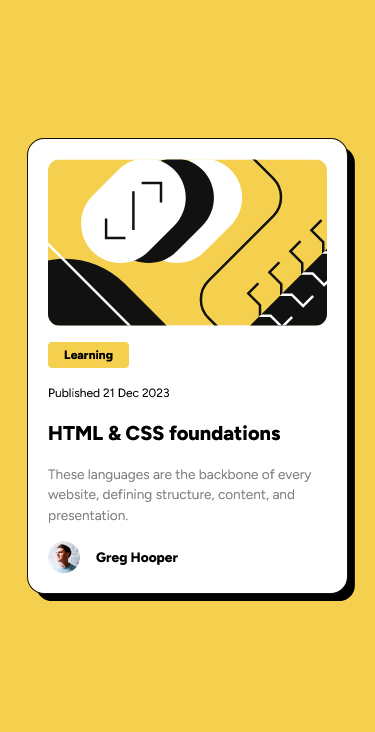 Learning
Published 21 Dec 2023
HTML & CSS foundations
These languages are the backbone of every
website, defining structure, content, and
presentation.
Greg Hooper